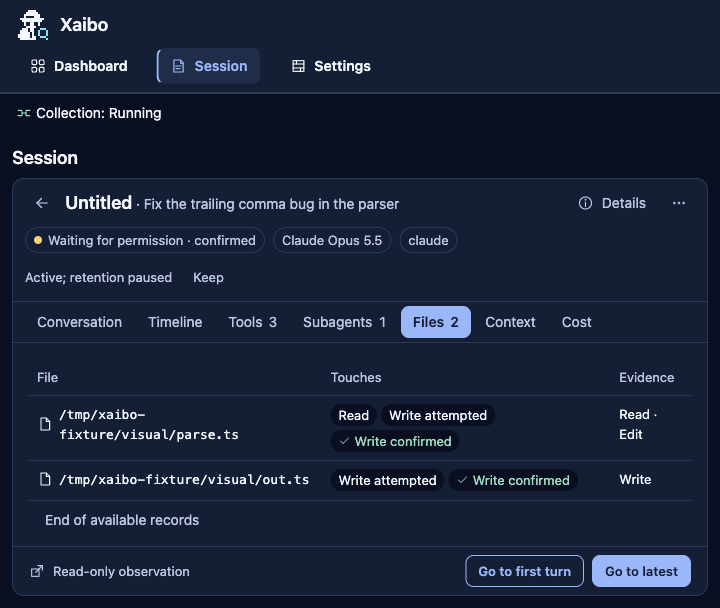 Xaibo
Dashboard Session Settings
Collection: Running
Session
Untitled · Fix the trailing comma bug in the parser Details
Waiting for permission · confirmed Claude Opus 5.5 claude
Active; retention paused Keep
Conversation Timeline Tools 3 Subagents 1 Files 2 Context Cost
File Touches Evidence
/tmp/xaibo- Read Write attempted Read ·
fixture/visual/parse.ts Write confirmed Edit
/tmp/xaibo-fixture/visual/out.ts Write attempted Write confirmed Write
End of available records
Read-only observation Go to first turn Go to latest